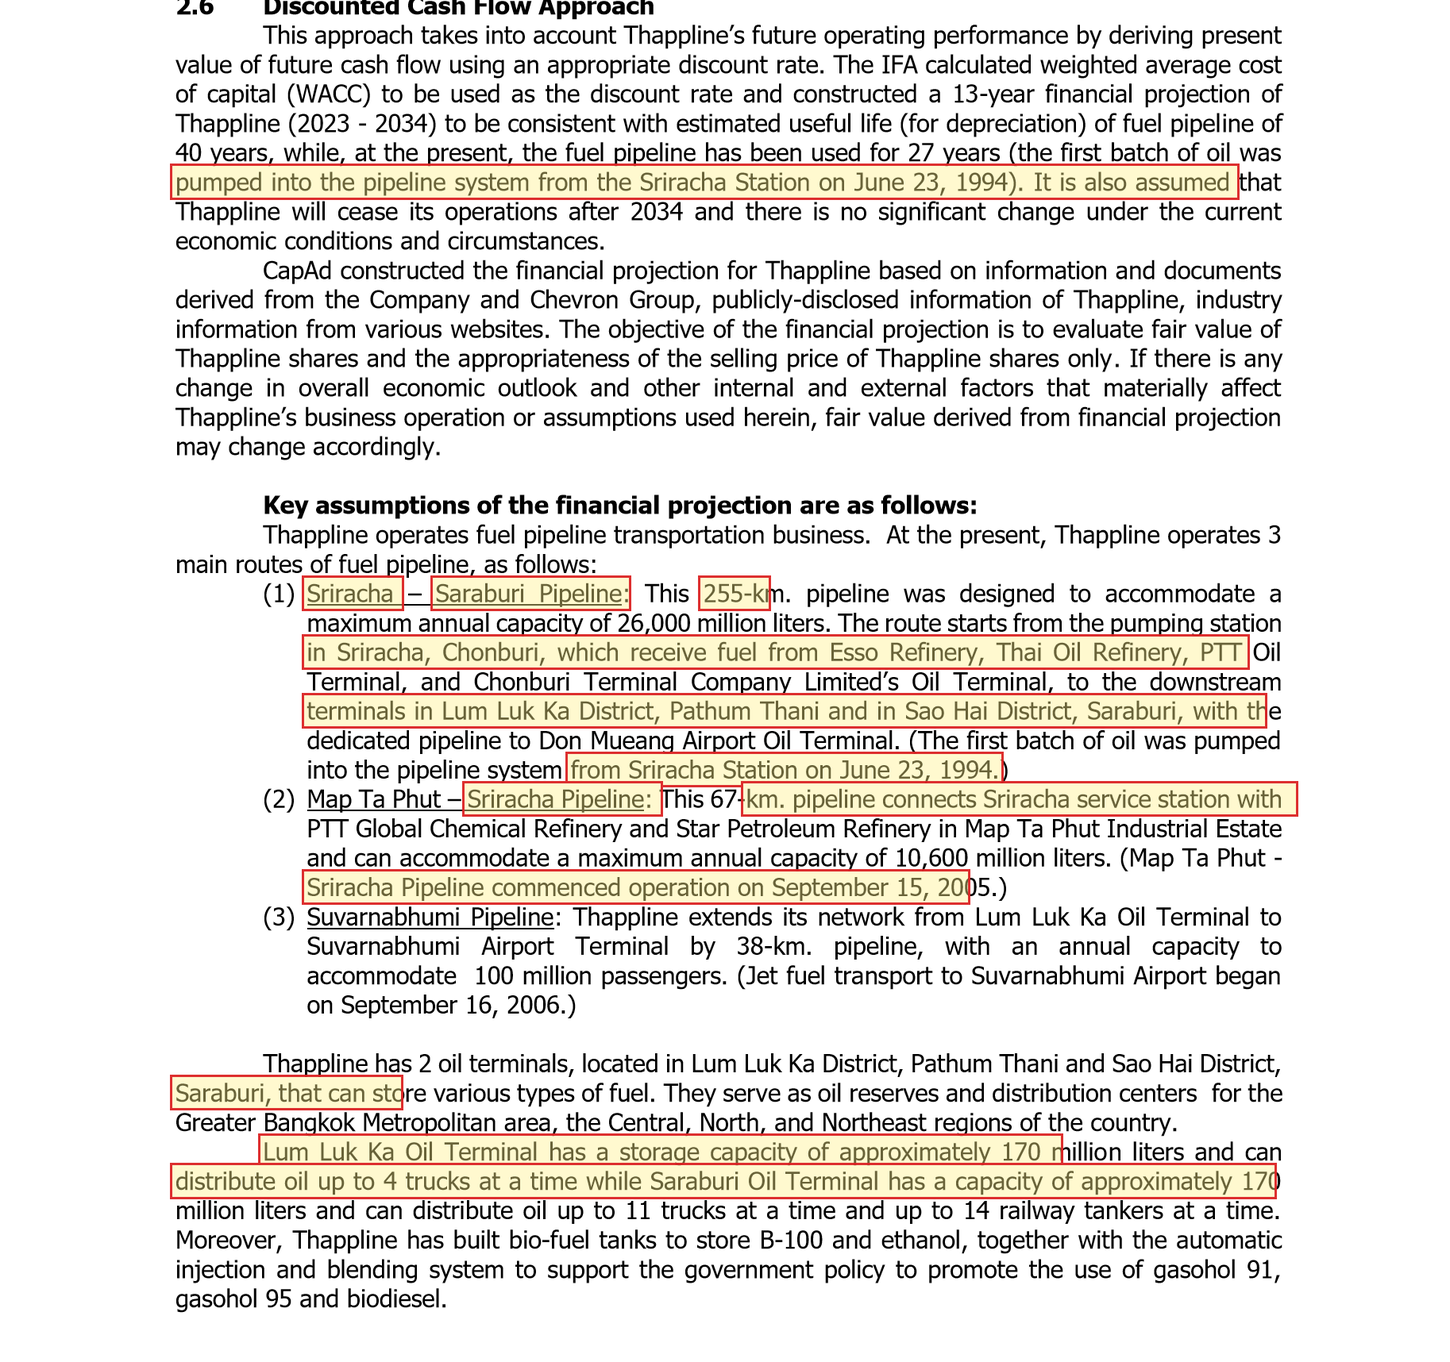 2.6 Discounted Cash Flow Approach
This approach takes into account Thappline’s future operating performance by deriving present
value of future cash flow using an appropriate discount rate. The IFA calculated weighted average cost
of capital (WACC) to be used as the discount rate and constructed a 13-year financial projection of
Thappline (2023 - 2034) to be consistent with estimated useful life (for depreciation) of fuel pipeline of
40 years, while, at the present, the fuel pipeline has been used for 27 years (the first batch of oil was
pumped into the pipeline system from the Sriracha Station on June 23, 1994). It is also assumed that
Thappline will cease its operations after 2034 and there is no significant change under the current
economic conditions and circumstances.
CapAd constructed the financial projection for Thappline based on information and documents
derived from the Company and Chevron Group, publicly-disclosed information of Thappline, industry
information from various websites. The objective of the financial projection is to evaluate fair value of
Thappline shares and the appropriateness of the selling price of Thappline shares only. If there is any
change in overall economic outlook and other internal and external factors that materially affect
Thappline’s business operation or assumptions used herein, fair value derived from financial projection
may change accordingly.
Key assumptions of the financial projection are as follows:
Thappline operates fuel pipeline transportation business. At the present, Thappline operates 3
main routes of fuel pipeline, as follows:
(1) Sriracha – Saraburi Pipeline: This 255-km. pipeline was designed to accommodate a
maximum annual capacity of 26,000 million liters. The route starts from the pumping station
in Sriracha, Chonburi, which receive fuel from Esso Refinery, Thai Oil Refinery, PTT Oil
Terminal, and Chonburi Terminal Company Limited’s Oil Terminal, to the downstream
terminals in Lum Luk Ka District, Pathum Thani and in Sao Hai District, Saraburi, with the
dedicated pipeline to Don Mueang Airport Oil Terminal. (The first batch of oil was pumped
into the pipeline system from Sriracha Station on June 23, 1994.)
(2) Map Ta Phut – Sriracha Pipeline: This 67-km. pipeline connects Sriracha service station with
PTT Global Chemical Refinery and Star Petroleum Refinery in Map Ta Phut Industrial Estate
and can accommodate a maximum annual capacity of 10,600 million liters. (Map Ta Phut -
Sriracha Pipeline commenced operation on September 15, 2005.)
(3) Suvarnabhumi Pipeline: Thappline extends its network from Lum Luk Ka Oil Terminal to
Suvarnabhumi Airport Terminal by 38-km. pipeline, with an annual capacity to
accommodate 100 million passengers. (Jet fuel transport to Suvarnabhumi Airport began
on September 16, 2006.)
Thappline has 2 oil terminals, located in Lum Luk Ka District, Pathum Thani and Sao Hai District,
Saraburi, that can store various types of fuel. They serve as oil reserves and distribution centers for the
Greater Bangkok Metropolitan area, the Central, North, and Northeast regions of the country.
Lum Luk Ka Oil Terminal has a storage capacity of approximately 170 million liters and can
distribute oil up to 4 trucks at a time while Saraburi Oil Terminal has a capacity of approximately 170
million liters and can distribute oil up to 11 trucks at a time and up to 14 railway tankers at a time.
Moreover, Thappline has built bio-fuel tanks to store B-100 and ethanol, together with the automatic
injection and blending system to support the government policy to promote the use of gasohol 91,
gasohol 95 and biodiesel.